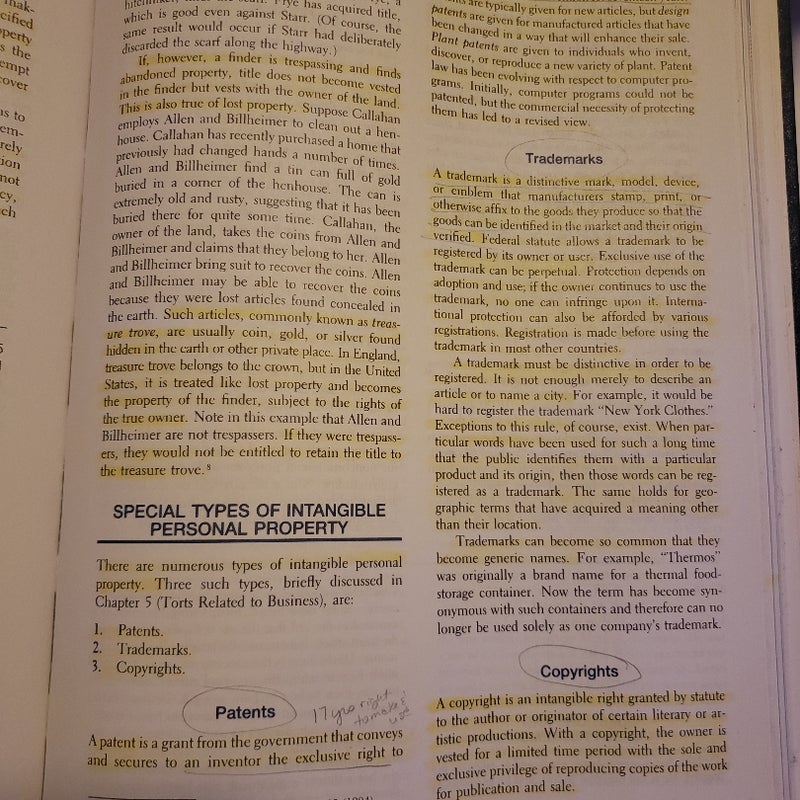 mak-
cified
operty
s the
empt
cover
ns to
em-
rely
ion
not
cy,
ch
which is good even against Starr. (Of course, the
same result would occur if Starr had deliberately
discarded the scarf along the highway.)
If, however, a finder is trespassing and finds
abandoned property, title does not become vested
in the finder but vests with the owner of the land.
This is also true of lost property. Suppose Callahan
employs Allen and Billheimer to clean out a hen-
house. Callahan has recently purchased a home that
previously had changed hands a number of times.
Allen and Billheimer find a tin can full of gold
buried in a corner of the henhouse. The can is
extremely old and rusty, suggesting that it has been
buried there for quite some time. Callahan, the
owner of the land, takes the coins from Allen and
Billheimer and claims that they belong to her. Allen
and Billheimer bring suit to recover the coins. Allen
and Billheimer may be able to recover the coins
because they were lost articles found concealed in
the earth. Such articles, commonly known as treas-
ure trove, are usually coin, gold, or silver found
hidden in the earth or other private place. In England,
treasure trove belongs to the crown, but in the United
States, it is treated like lost property and becomes
the property of the finder, subject to the rights of
the true owner. Note in this example that Allen and
Billheimer are not trespassers. If they were trespass-
ers, they would not be entitled to retain the title to
the treasure trove.⁸
SPECIAL TYPES OF INTANGIBLE
PERSONAL PROPERTY
There are numerous types of intangible personal
property. Three such types, briefly discussed in
Chapter 5 (Torts Related to Business), are:
1. Patents.
2. Trademarks.
3. Copyrights.
Patents
17 yrs right
to make &
use
A patent is a grant from the government that conveys
and secures to an inventor the exclusive right to
are typically given for new articles, but design
patents are given for manufactured articles that have
been changed in a way that will enhance their sale.
Plant patents are given to individuals who invent,
discover, or reproduce a new variety of plant. Patent
law has been evolving with respect to computer pro-
grams. Initially, computer programs could not be
patented, but the commercial necessity of protecting
them has led to a revised view.
Trademarks
A trademark is a distinctive mark, model, device,
or emblem that manufacturers stamp, print, or
otherwise affix to the goods they produce so that the
goods can be identified in the market and their origin
verified. Federal statute allows a trademark to be
registered by its owner or user. Exclusive use of the
trademark can be perpetual. Protection depends on
adoption and use; if the owner continues to use the
trademark, no one can infringe upon it. Interna-
tional protection can also be afforded by various
registrations. Registration is made before using the
trademark in most other countries.
A trademark must be distinctive in order to be
registered. It is not enough merely to describe an
article or to name a city. For example, it would be
hard to register the trademark “New York Clothes.”
Exceptions to this rule, of course, exist. When par-
ticular words have been used for such a long time
that the public identifies them with a particular
product and its origin, then those words can be reg-
istered as a trademark. The same holds for geo-
graphic terms that have acquired a meaning other
than their location.
Trademarks can become so common that they
become generic names. For example, “Thermos”
was originally a brand name for a thermal food-
storage container. Now the term has become syn-
onymous with such containers and therefore can no
longer be used solely as one company’s trademark.
Copyrights
A copyright is an intangible right granted by statute
to the author or originator of certain literary or ar-
tistic productions. With a copyright, the owner is
vested for a limited time period with the sole and
exclusive privilege of reproducing copies of the work
for publication and sale.